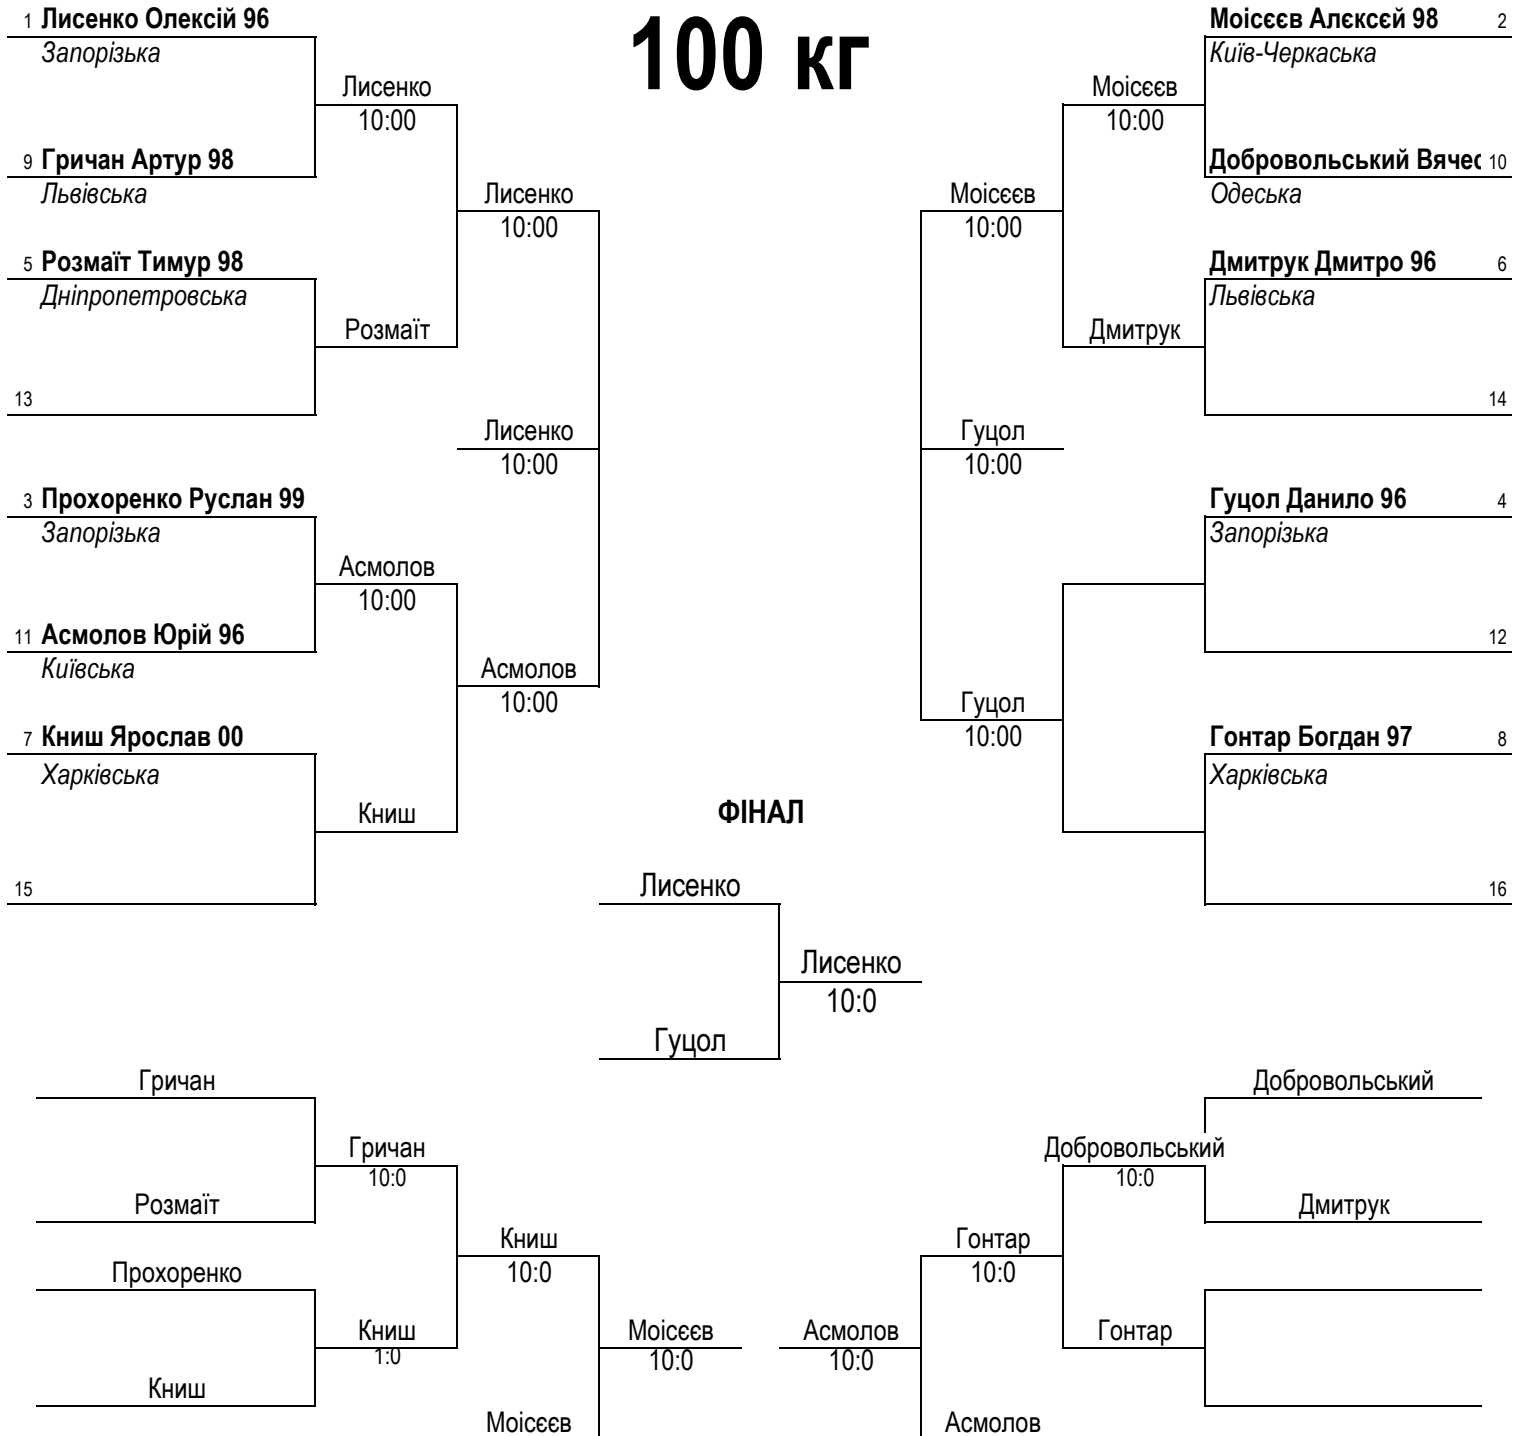 100 кг
1 Лисенко Олексій 96
Запорізька
Лисенко
10:00
9 Гричан Артур 98
Львівська
Лисенко
10:00
5 Розмаїт Тимур 98
Дніпропетровська
Розмаїт
13
Лисенко
10:00
3 Прохоренко Руслан 99
Запорізька
Асмолов
10:00
11 Асмолов Юрій 96
Київська
Асмолов
10:00
7 Книш Ярослав 00
Харківська
Книш
15
Моісєєв Алєксєй 98 2
Київ-Черкаська
Моісєєв
10:00
Добровольський Вячес 10
Одеська
Моісєєв
10:00
Дмитрук Дмитро 96 6
Львівська
Дмитрук
14
Гуцол
10:00
Гуцол Данило 96 4
Запорізька
12
Гуцол
10:00
Гонтар Богдан 97 8
Харківська
16
ФІНАЛ
Лисенко
Лисенко
10:0
Гуцол
Гричан
Гричан
10:0
Розмаїт
Книш
10:0
Прохоренко
Книш
1:0
Книш
Моісєєв
10:0
Моісєєв
Добровольський
Добровольський
10:0
Дмитрук
Гонтар
10:0
Гонтар
Асмолов
10:0
Асмолов